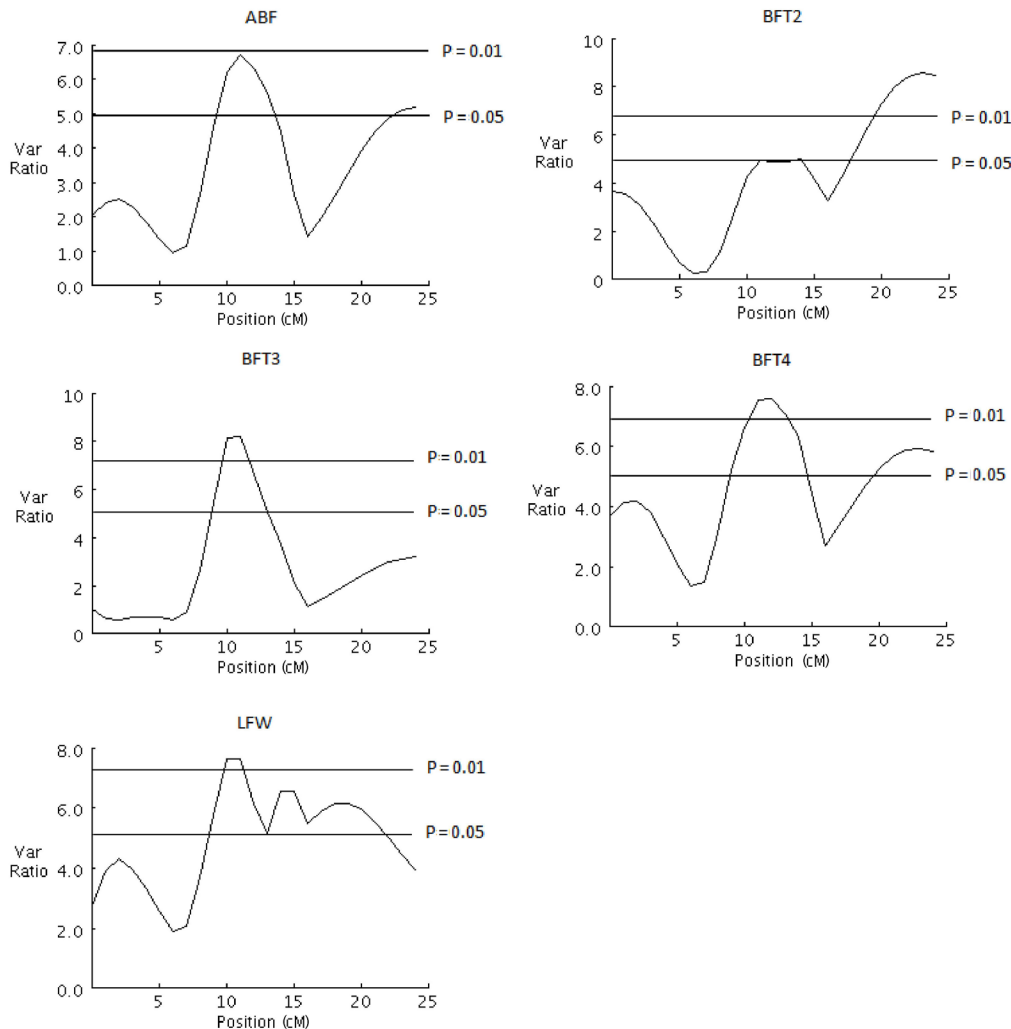 ABF
7.0
6.0
5.0
4.0
3.0
2.0
1.0
0.0
Var
Ratio
P = 0.01
P = 0.05
5 10 15 20 25
Position (cM)
BFT2
10
8
6
4
2
0
Var
Ratio
P = 0.01
P = 0.05
5 10 15 20 25
Position (cM)
BFT3
10
8
6
4
2
0
Var
Ratio
P = 0.01
P = 0.05
5 10 15 20 25
Position (cM)
BFT4
8.0
6.0
4.0
2.0
0.0
Var
Ratio
P = 0.01
P = 0.05
5 10 15 20 25
Position (cM)
LFW
8.0
6.0
4.0
2.0
0.0
Var
Ratio
P = 0.01
P = 0.05
5 10 15 20 25
Position (cM)